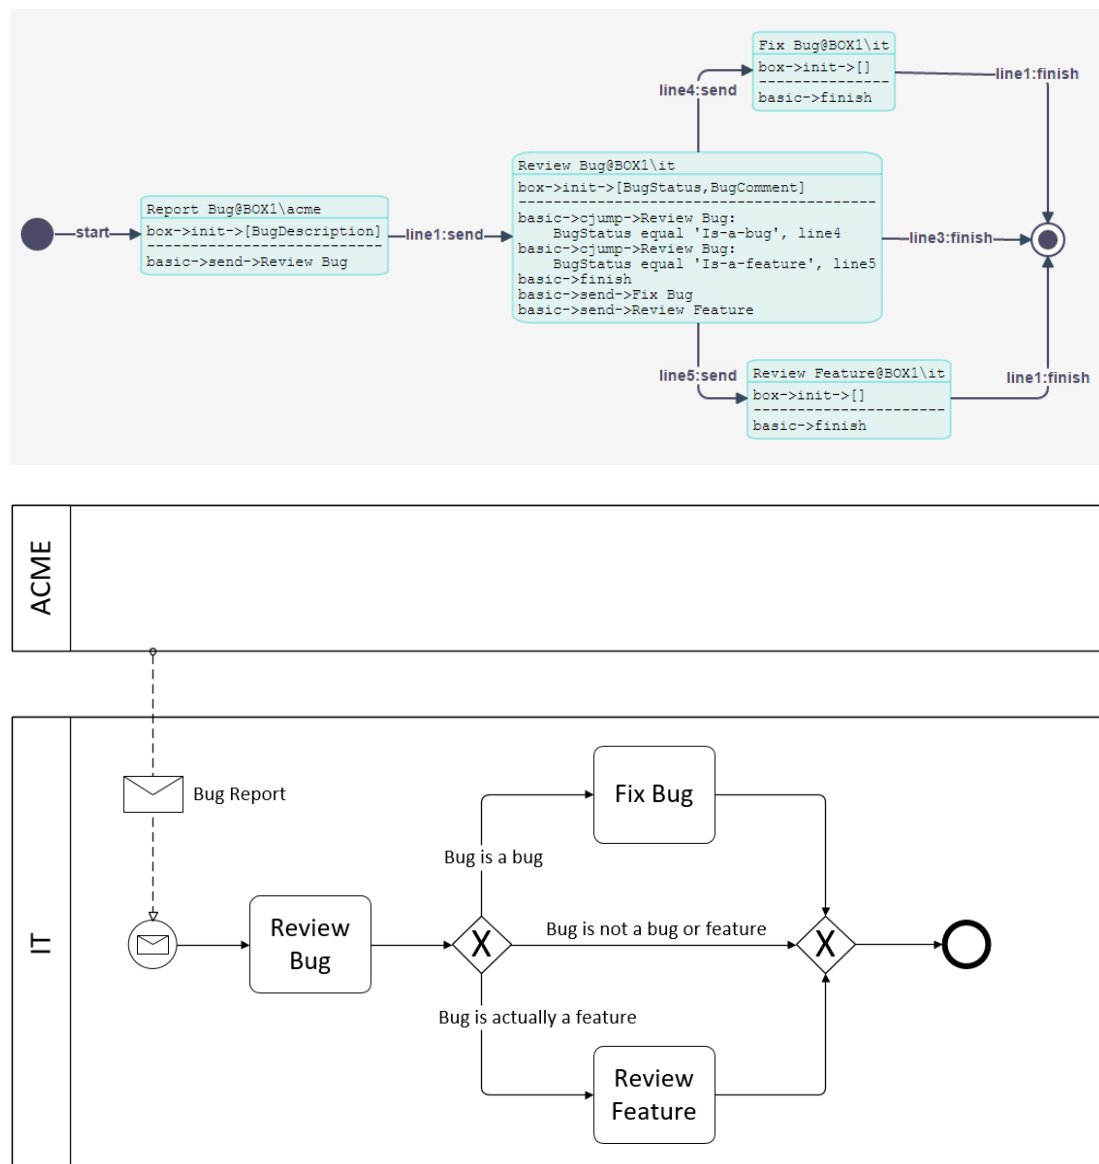 Fix Bug@BOX1\it
box->init->[]
---------------
basic->finish
line4:send
line1:finish
Review Bug@BOX1\it
box->init->[BugStatus,BugComment]
-----------------------------------------
basic->cjump->Review Bug:
BugStatus equal 'Is-a-bug', line4
basic->cjump->Review Bug:
BugStatus equal 'Is-a-feature', line5
basic->finish
basic->send->Fix Bug
basic->send->Review Feature
start
Report Bug@BOX1\acme
box->init->[BugDescription]
---------------------------
basic->send->Review Bug
line1:send
line3:finish
line5:send
Review Feature@BOX1\it
box->init->[]
----------------------
basic->finish
line1:finish
ACME
IT
Bug Report
Fix Bug
Bug is a bug
Review
Bug
X
Bug is not a bug or feature
X
Bug is actually a feature
Review
Feature